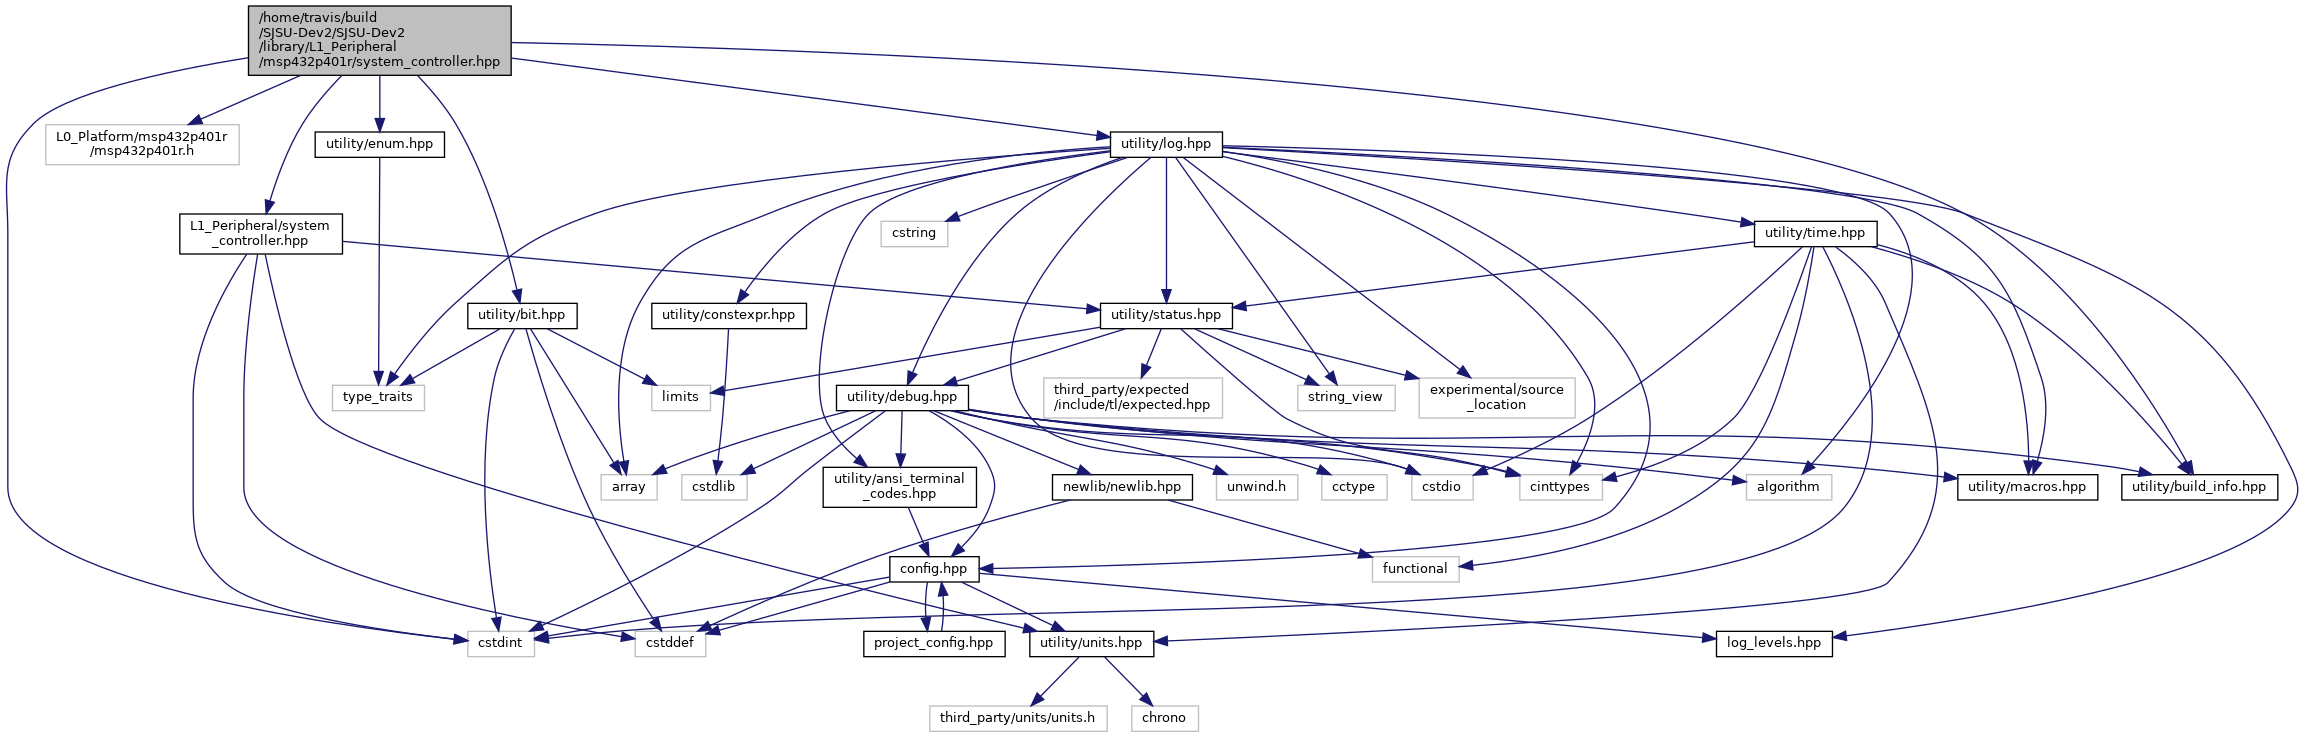 /home/travis/build
/SJSU-Dev2/SJSU-Dev2
/library/L1_Peripheral
/msp432p401r/system_controller.hpp
L0_Platform/msp432p401r
/msp432p401r.h
utility/enum.hpp
utility/log.hpp
L1_Peripheral/system
_controller.hpp
cstring
utility/time.hpp
utility/bit.hpp
utility/constexpr.hpp
utility/status.hpp
type_traits
limits
utility/debug.hpp
third_party/expected
/include/tl/expected.hpp
string_view
experimental/source
_location
array
cstdlib
utility/ansi_terminal
_codes.hpp
newlib/newlib.hpp
unwind.h
cctype
cstdio
cinttypes
algorithm
utility/macros.hpp
utility/build_info.hpp
config.hpp
functional
cstdint
cstddef
project_config.hpp
utility/units.hpp
log_levels.hpp
third_party/units/units.h
chrono